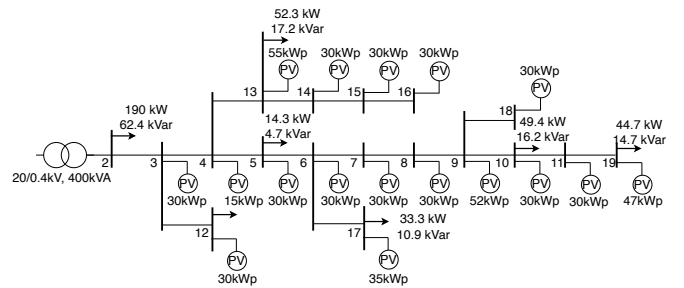 52.3 kW
17.2 kVar
55kWp 30kWp 30kWp 30kWp
PV PV PV PV
13 14 15 16
30kWp
PV
18
190 kW
62.4 kVar
14.3 kW
4.7 kVar
49.4 kW
16.2 kVar
44.7 kW
14.7 kVar
2 3 4 5 6 7 8 9 10 11 19
20/0.4kV, 400kVA
PV PV PV PV PV PV PV PV PV PV
30kWp 15kWp 30kWp 30kWp 30kWp 30kWp 52kWp 30kWp 30kWp 47kWp
12
PV
30kWp
17
33.3 kW
10.9 kVar
PV
35kWp